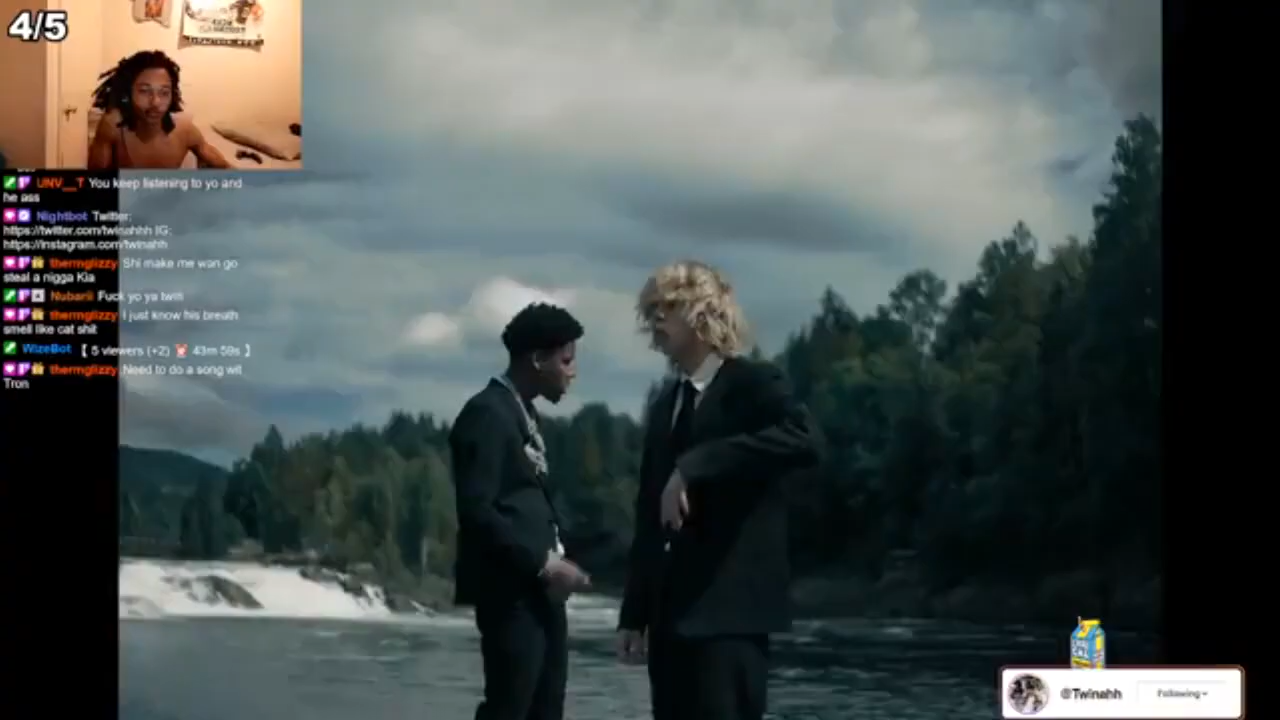 4/5
UNV__T You keep listening to yo and
he ass
Nightbot Twitter:
https://twitter.com/twinahhh IG:
https://instagram.com/twinahh
thermglizzy Shi make me wan go
steal a nigga Kia
Nubarii Fuck yo ya twin
thermglizzy I just know his breath
smell like cat shit
WizeBot 【 5 viewers (+2) 43m 59s 】
thermglizzy Need to do a song wit
Tron
@Twinahh
Following